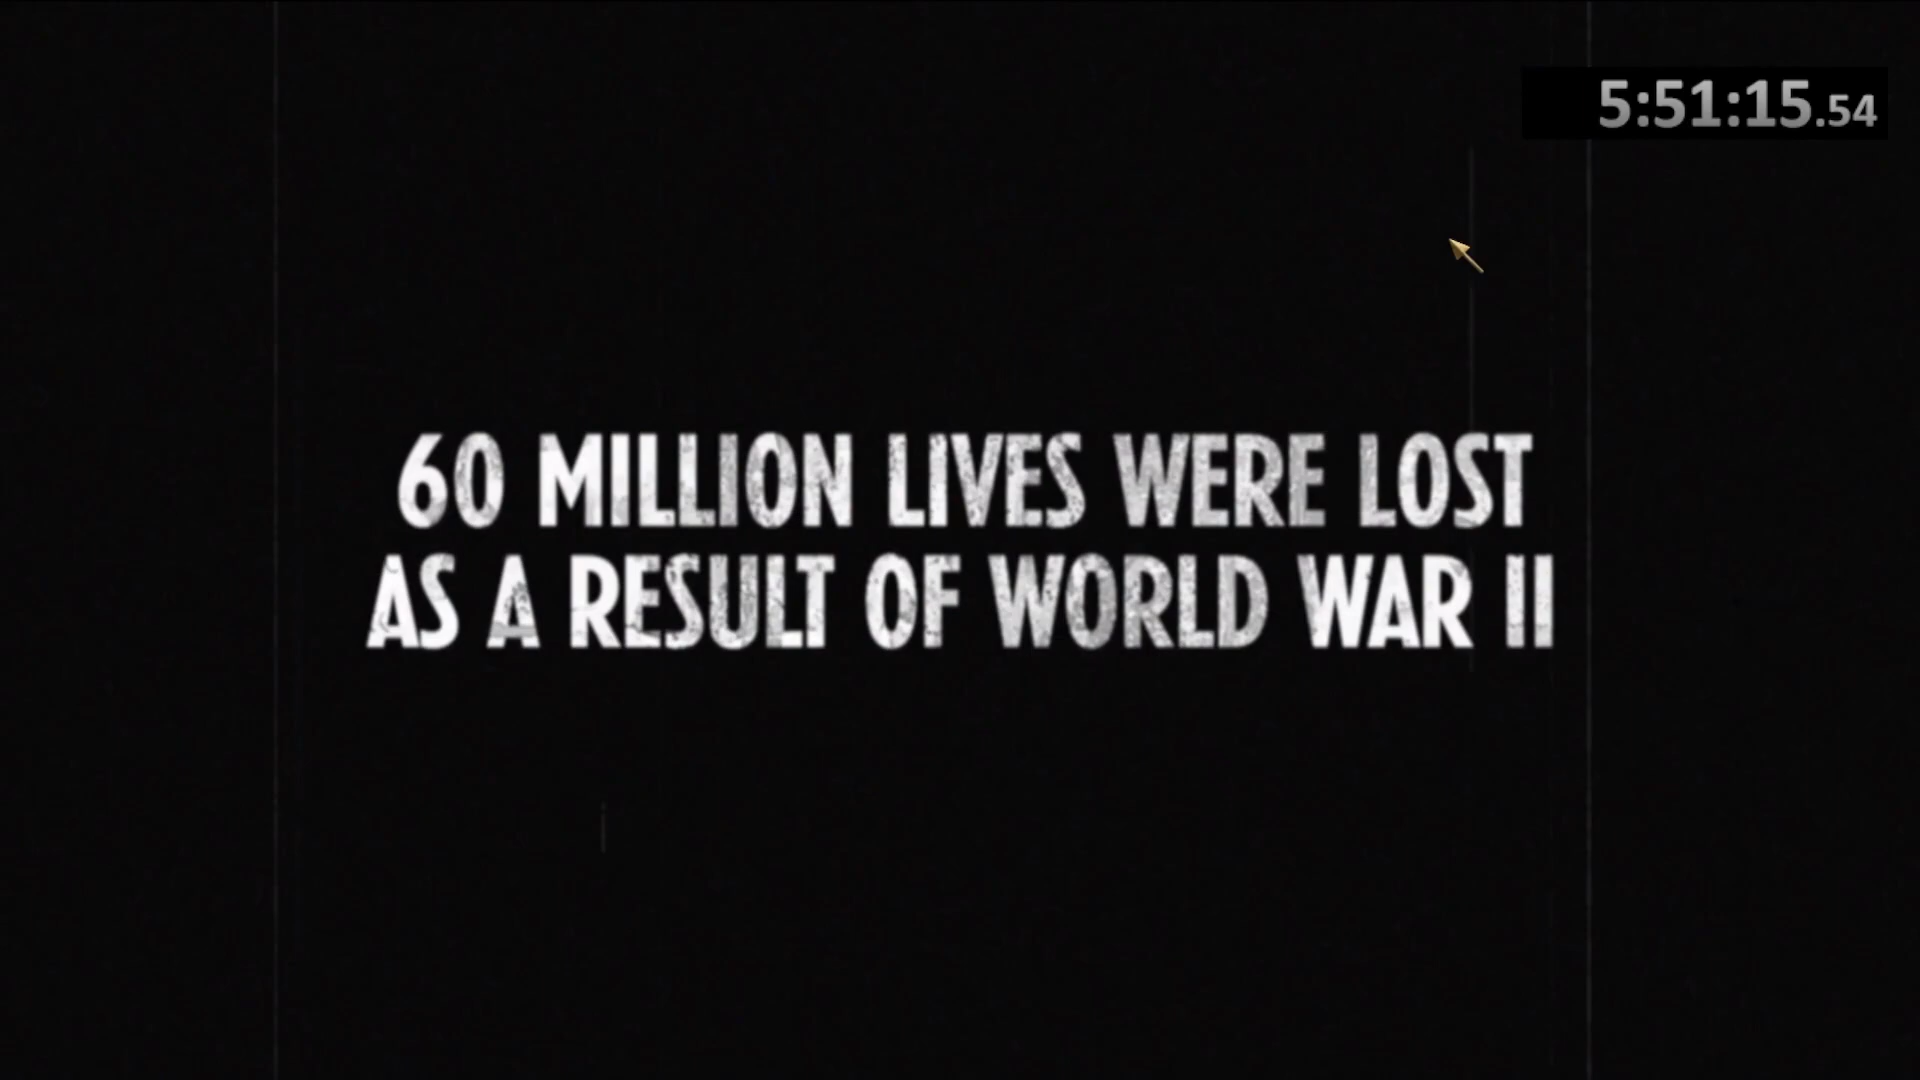 5:51:15.54
60 MILLION LIVES WERE LOST
AS A RESULT OF WORLD WAR II